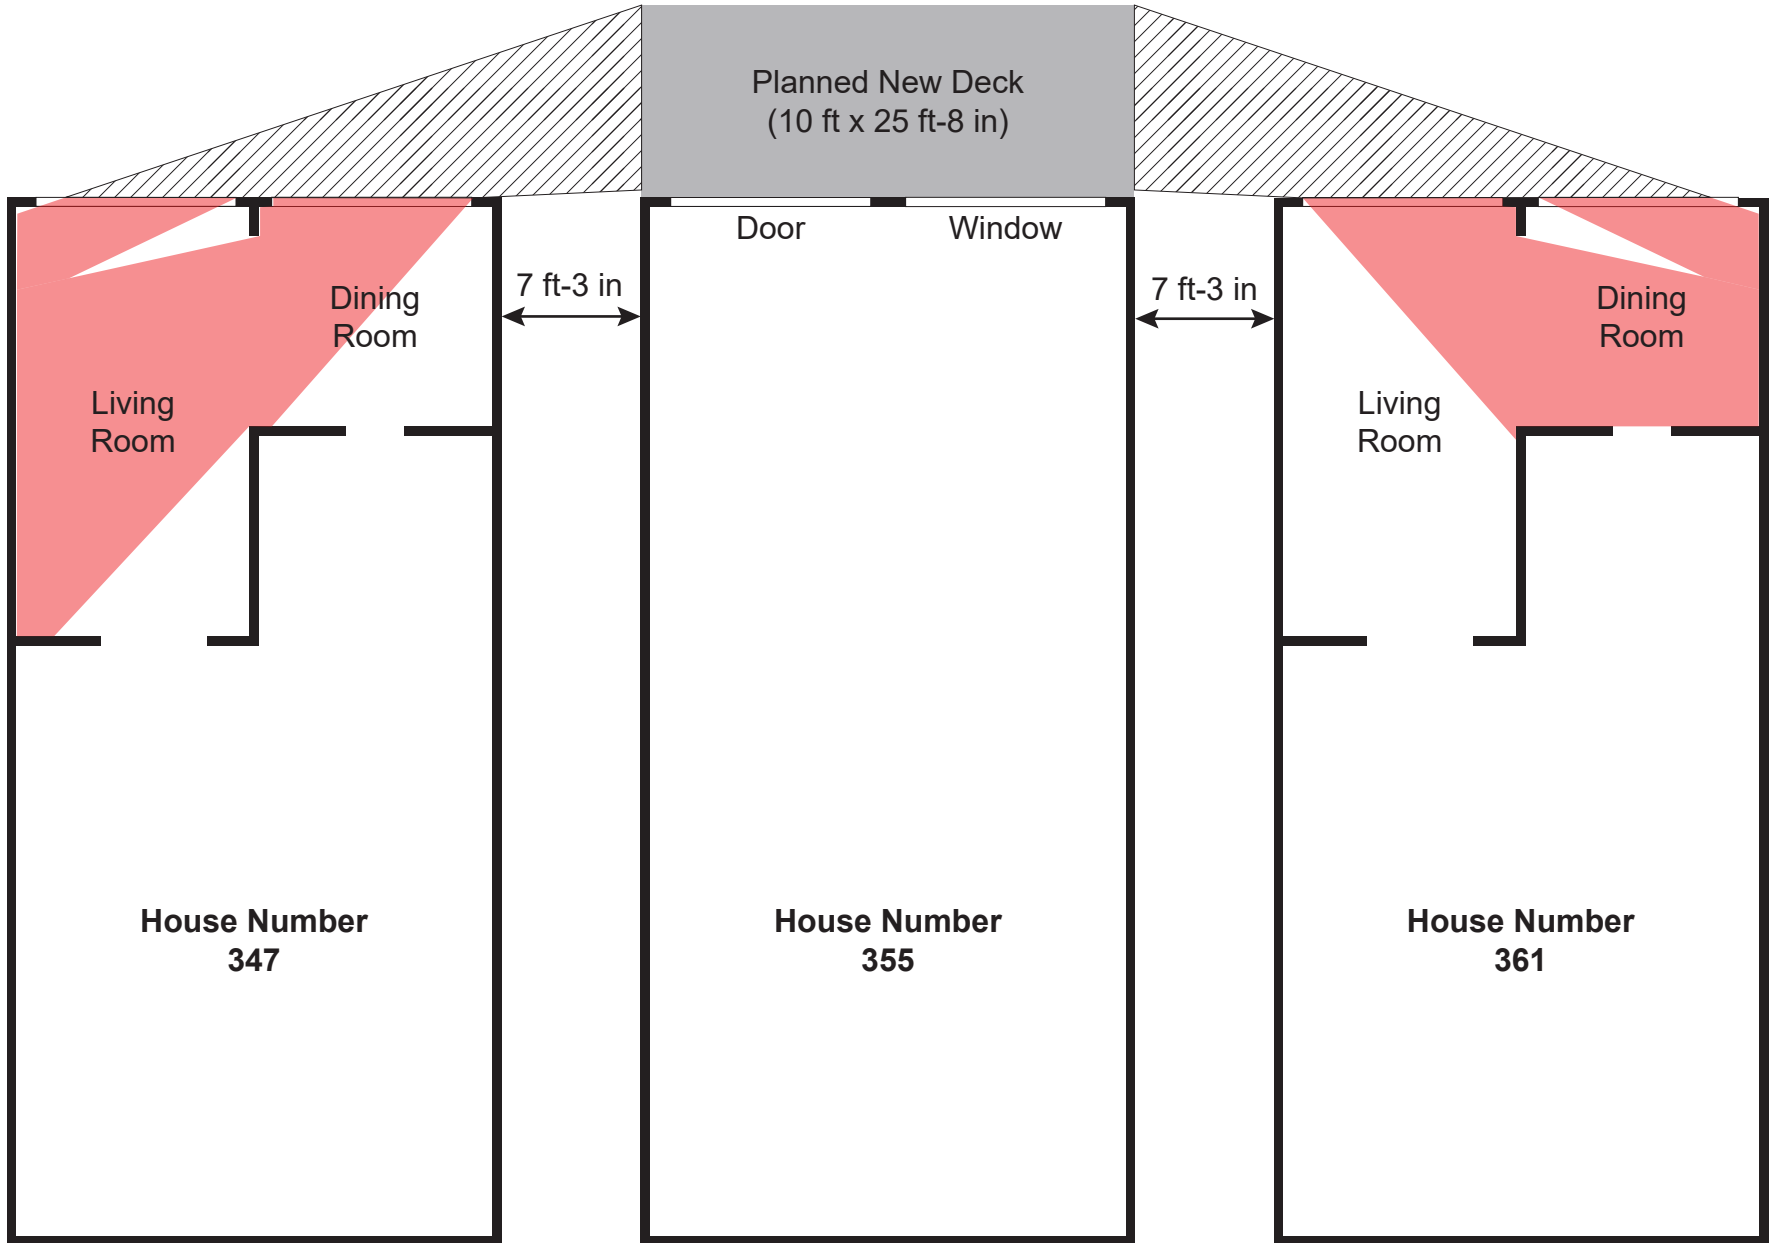 Planned New Deck
(10 ft x 25 ft-8 in)
Door
Window
7 ft-3 in
7 ft-3 in
Dining
Room
Dining
Room
Living
Room
Living
Room
House Number
347
House Number
355
House Number
361